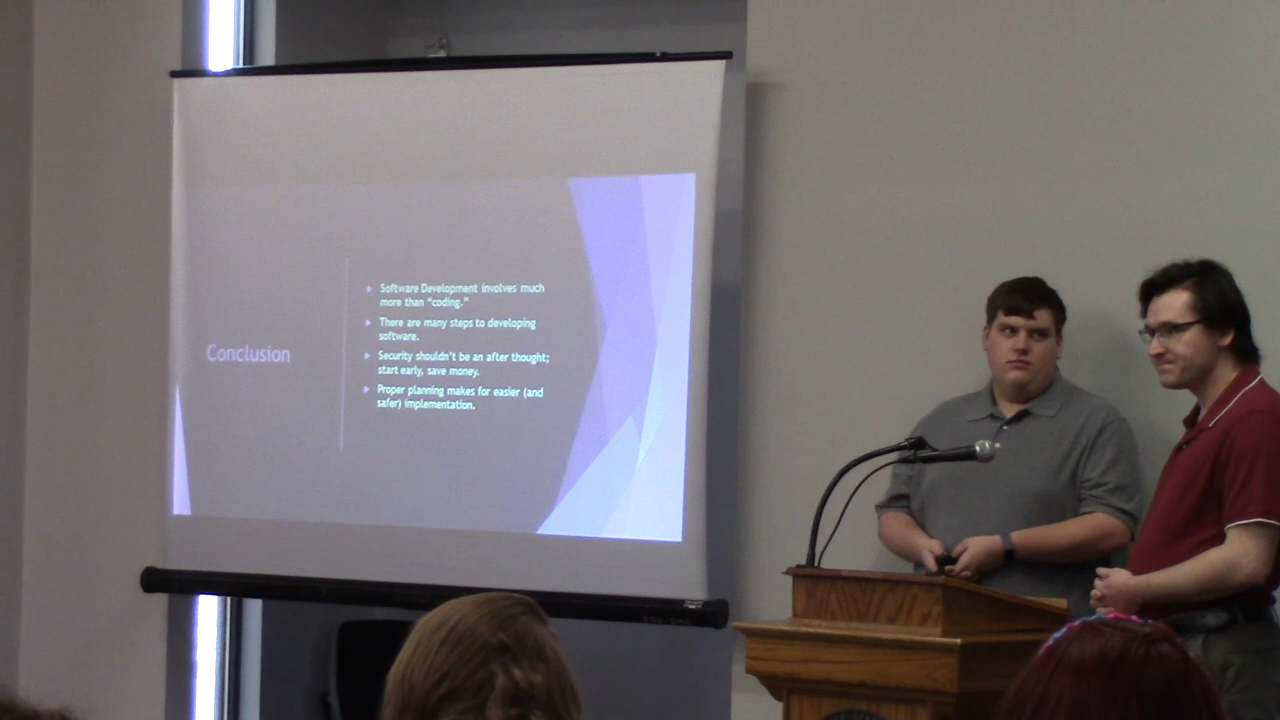 Conclusion
Software Development involves much
more than "coding."
There are many steps to developing
software.
Security shouldn't be an after thought;
start early, save money.
Proper planning makes for easier (and
safer) implementation.